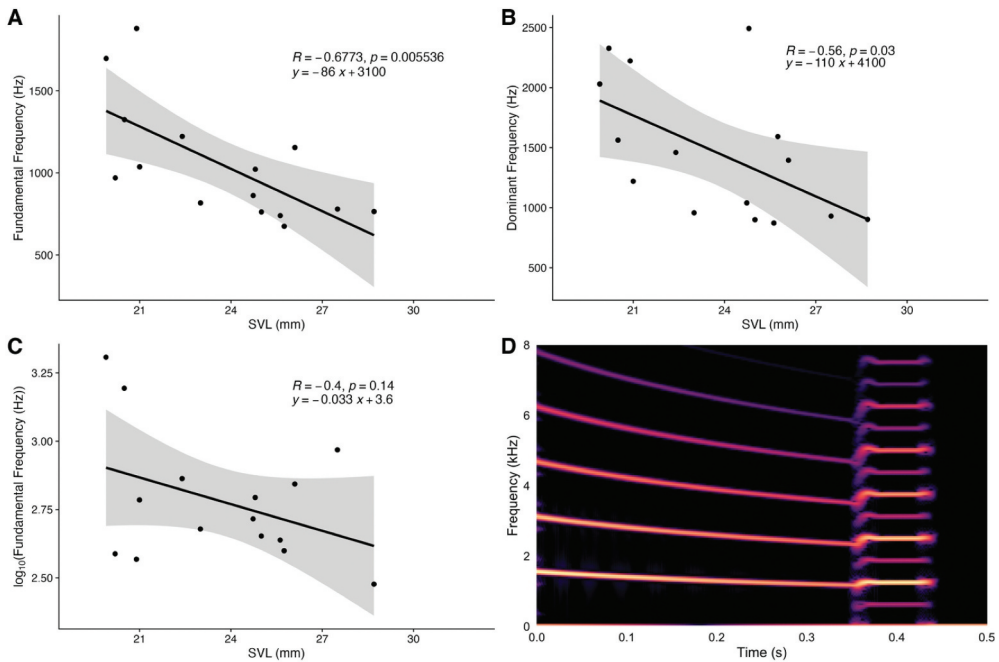 A
R = −0.6773, p = 0.005536
y = −86 x + 3100
1500
1000
500
Fundamental Frequency (Hz)
21
24
27
30
SVL (mm)
B
R = −0.56, p = 0.03
y = −110 x + 4100
2500
2000
1500
1000
500
Dominant Frequency (Hz)
21
24
27
30
SVL (mm)
C
R = −0.4, p = 0.14
y = −0.033 x + 3.6
3.25
3.00
2.75
2.50
log₁₀(Fundamental Frequency (Hz))
21
24
27
30
SVL (mm)
D
8
6
4
2
0
Frequency (kHz)
0.0
0.1
0.2
0.3
0.4
0.5
Time (s)